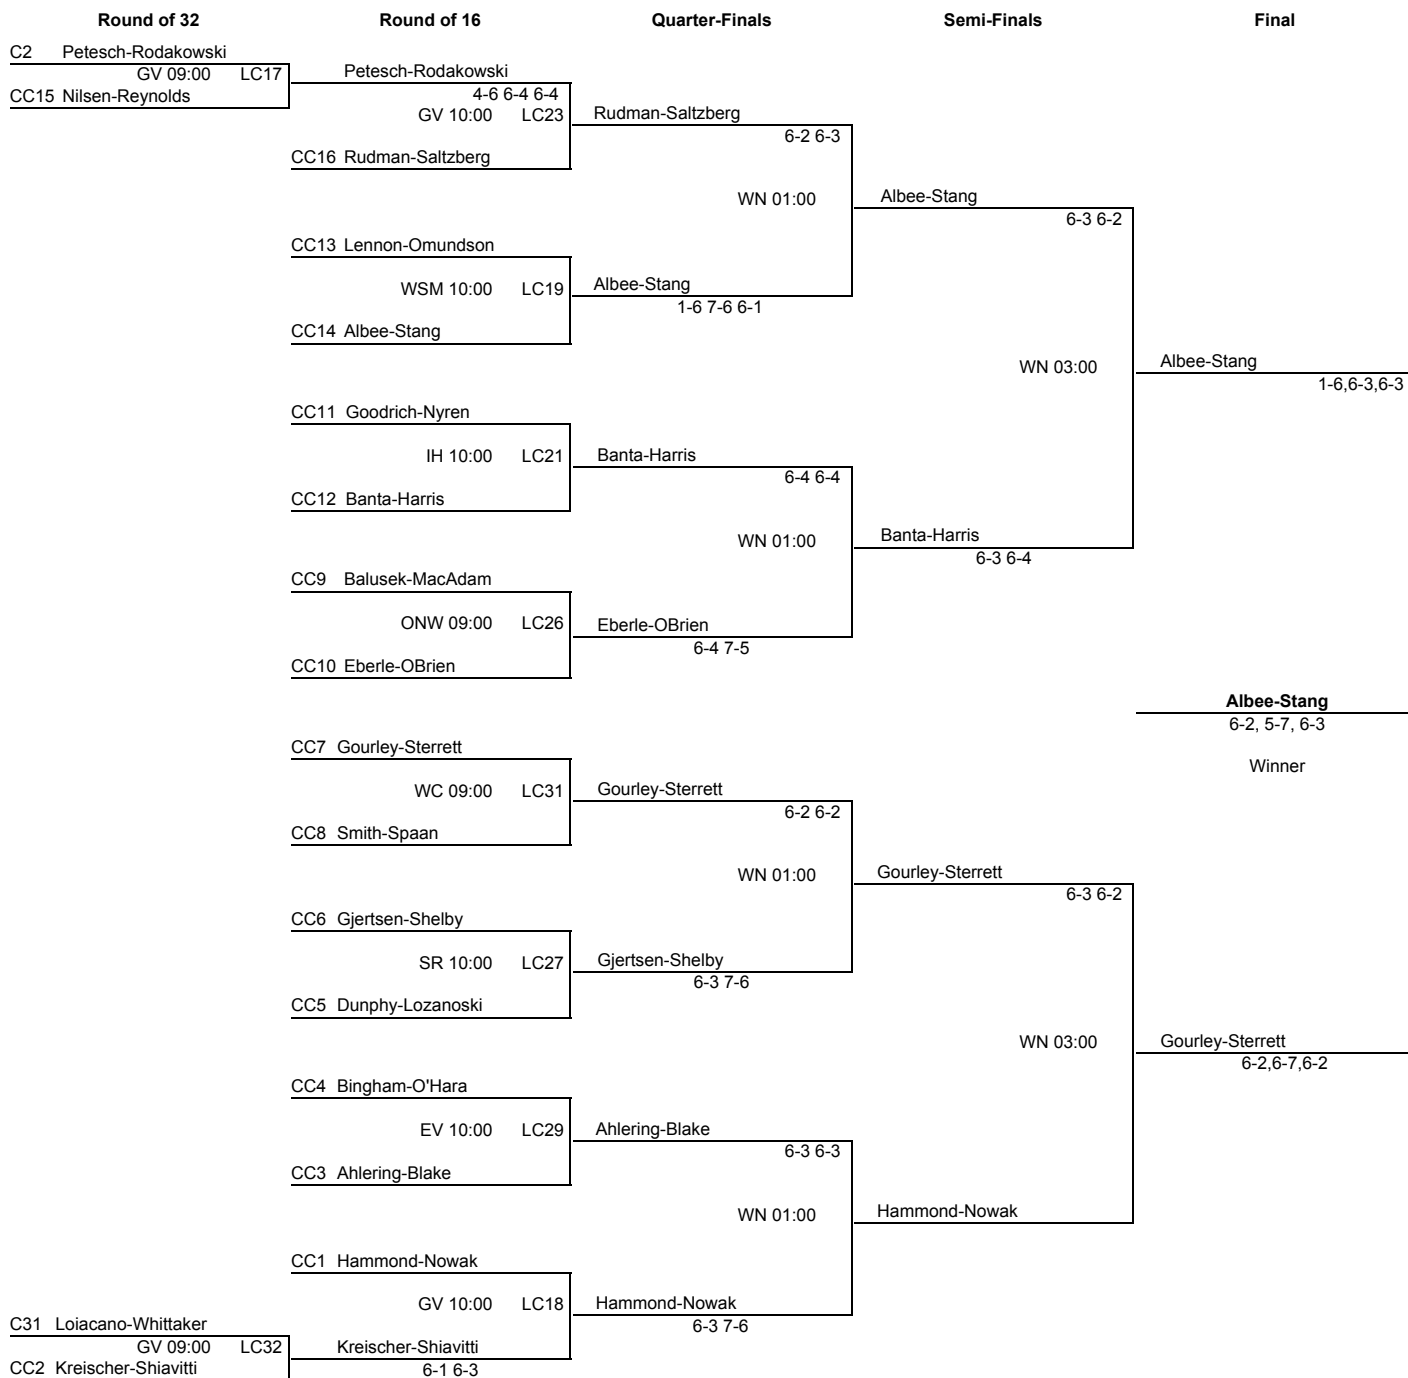 Round of 32 Round of 16 Quarter-Finals Semi-Finals Final
C2 Petesch-Rodakowski
GV 09:00 LC17 Petesch-Rodakowski
CC15 Nilsen-Reynolds 4-6 6-4 6-4
GV 10:00 LC23 Rudman-Saltzberg
6-2 6-3
CC16 Rudman-Saltzberg
WN 01:00 Albee-Stang
6-3 6-2
CC13 Lennon-Omundson
WSM 10:00 LC19 Albee-Stang
1-6 7-6 6-1
CC14 Albee-Stang
WN 03:00 Albee-Stang
1-6,6-3,6-3
CC11 Goodrich-Nyren
IH 10:00 LC21 Banta-Harris
6-4 6-4
CC12 Banta-Harris
WN 01:00 Banta-Harris
6-3 6-4
CC9 Balusek-MacAdam
ONW 09:00 LC26 Eberle-OBrien
6-4 7-5
CC10 Eberle-OBrien
Albee-Stang
6-2, 5-7, 6-3
CC7 Gourley-Sterrett
Winner
WC 09:00 LC31 Gourley-Sterrett
6-2 6-2
CC8 Smith-Spaan
WN 01:00 Gourley-Sterrett
6-3 6-2
CC6 Gjertsen-Shelby
SR 10:00 LC27 Gjertsen-Shelby
6-3 7-6
CC5 Dunphy-Lozanoski
WN 03:00 Gourley-Sterrett
6-2,6-7,6-2
CC4 Bingham-O'Hara
EV 10:00 LC29 Ahlering-Blake
6-3 6-3
CC3 Ahlering-Blake
WN 01:00 Hammond-Nowak
CC1 Hammond-Nowak
GV 10:00 LC18 Hammond-Nowak
C31 Loiacano-Whittaker 6-3 7-6
GV 09:00 LC32 Kreischer-Shiavitti
CC2 Kreischer-Shiavitti 6-1 6-3